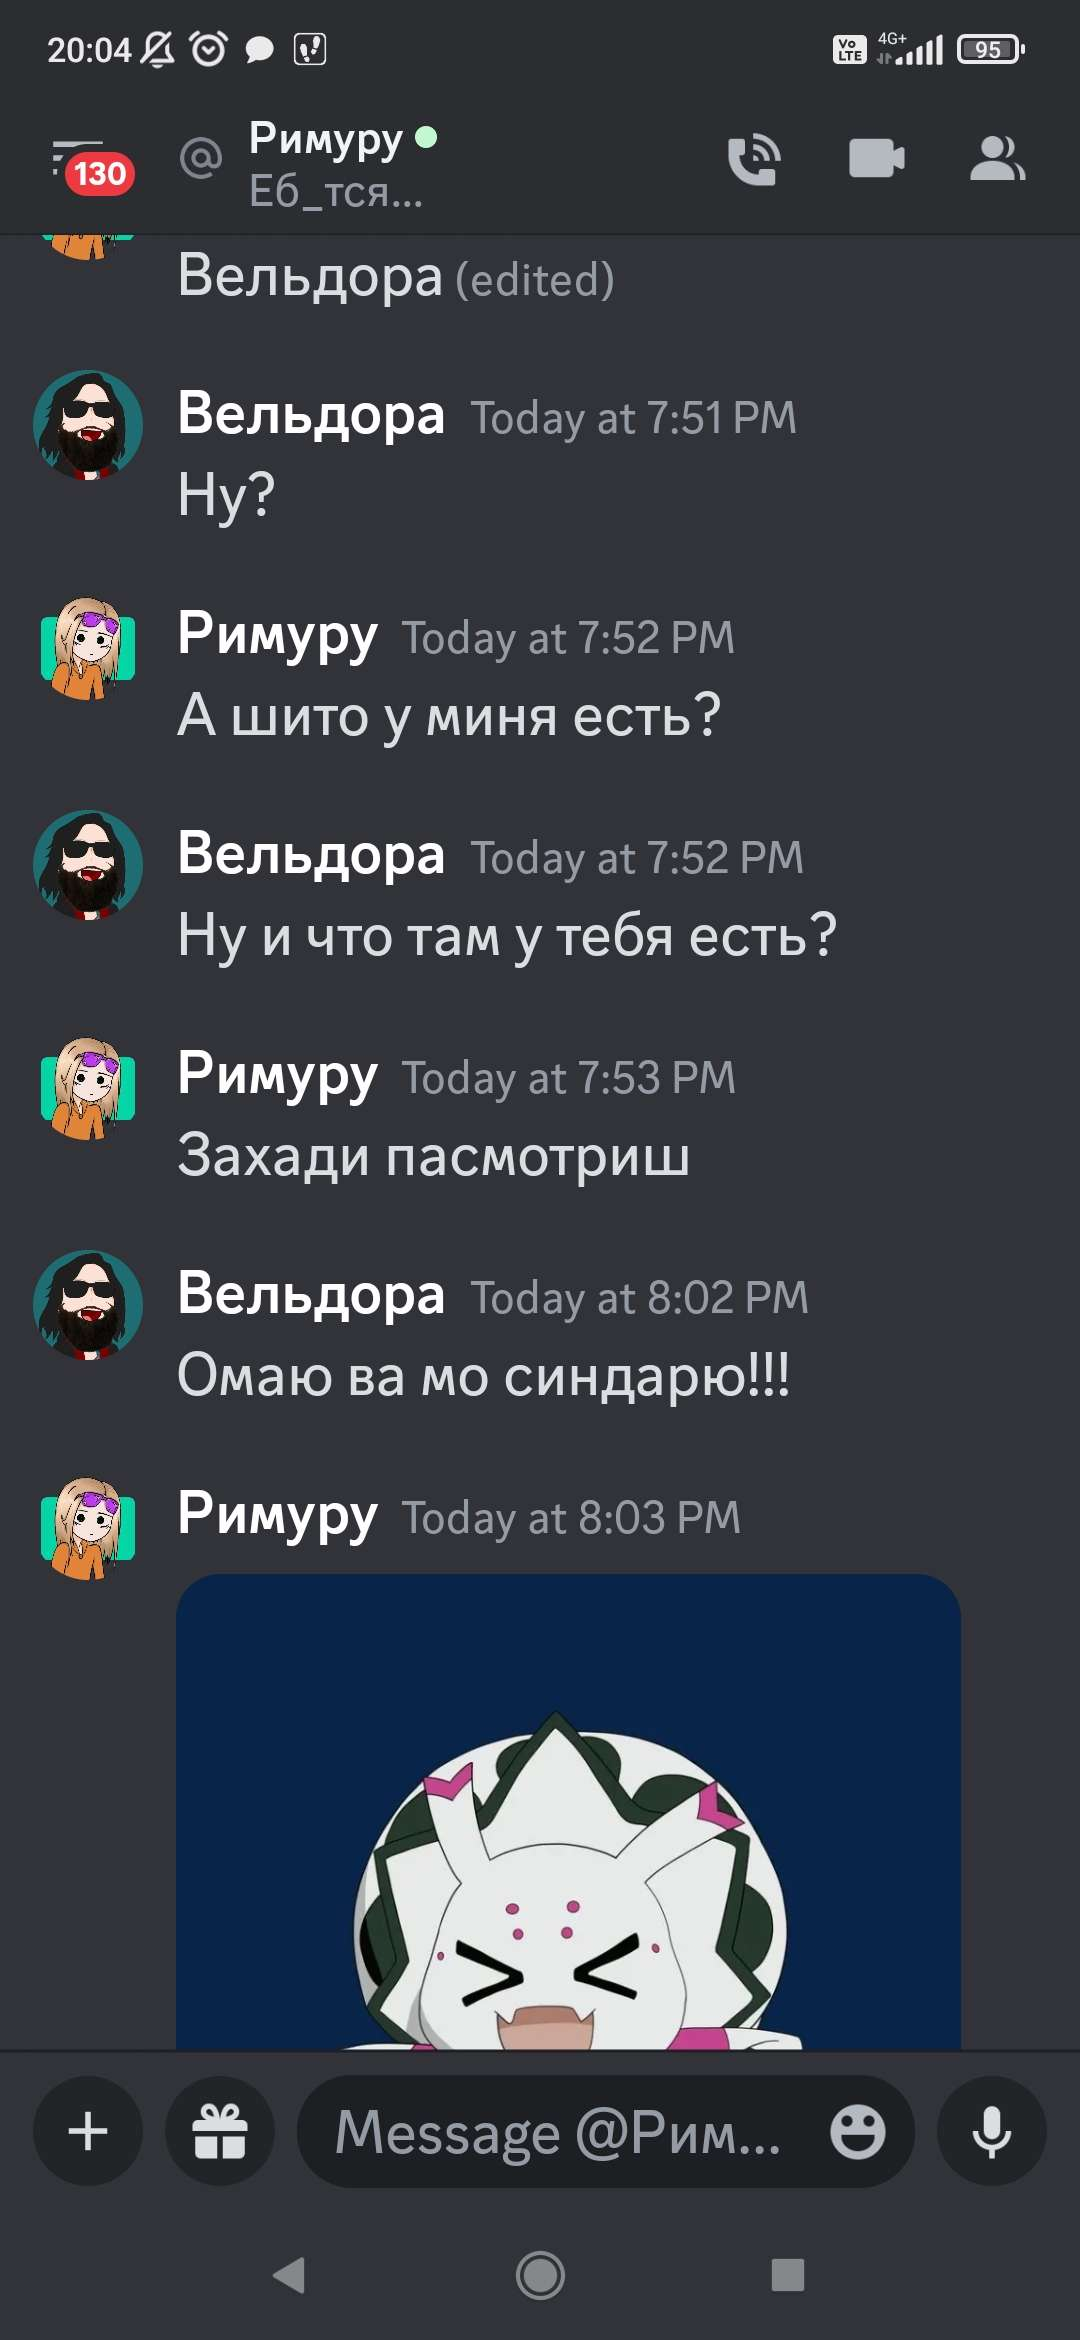 20:04
Vo LTE 4G+ 95
130
@ Римуру
Еб_тся...
Вельдора (edited)
Вельдора Today at 7:51 PM
Ну?
Римуру Today at 7:52 PM
А шито у миня есть?
Вельдора Today at 7:52 PM
Ну и что там у тебя есть?
Римуру Today at 7:53 PM
Захади пасмотриш
Вельдора Today at 8:02 PM
Омаю ва мо синдарю!!!
Римуру Today at 8:03 PM
Message @Рим...